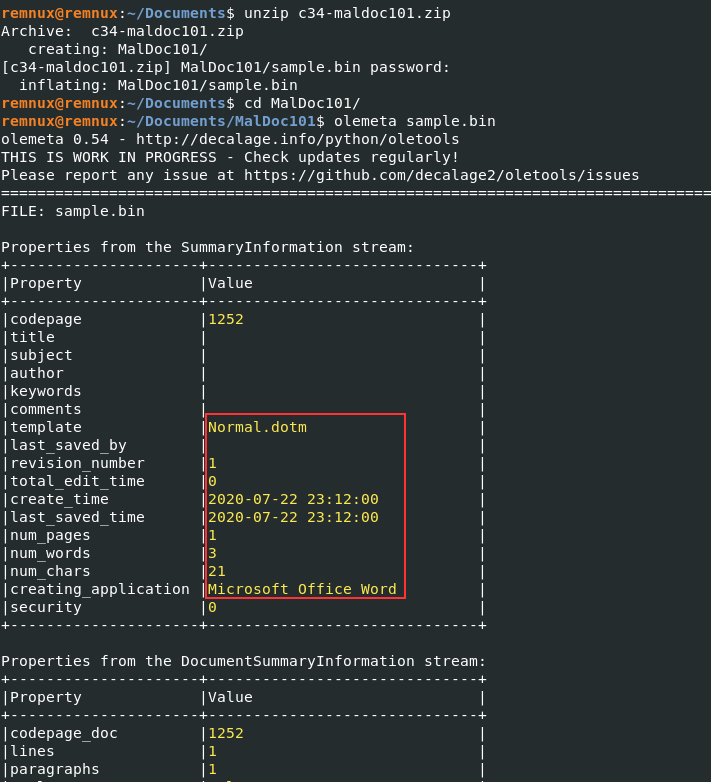 remnux@remnux:~/Documents$ unzip c34-maldoc101.zip
Archive:  c34-maldoc101.zip
   creating: MalDoc101/
[c34-maldoc101.zip] MalDoc101/sample.bin password:
  inflating: MalDoc101/sample.bin
remnux@remnux:~/Documents$ cd MalDoc101/
remnux@remnux:~/Documents/MalDoc101$ olemeta sample.bin
olemeta 0.54 - http://decalage.info/python/oletools
THIS IS WORK IN PROGRESS - Check updates regularly!
Please report any issue at https://github.com/decalage2/oletools/issues
===============================================================================
FILE: sample.bin

Properties from the SummaryInformation stream:
+---------------------+------------------------------+
|Property             |Value                         |
+---------------------+------------------------------+
|codepage             |1252                          |
|title                |                              |
|subject              |                              |
|author               |                              |
|keywords             |                              |
|comments             |                              |
|template             |Normal.dotm                   |
|last_saved_by        |                              |
|revision_number      |1                             |
|total_edit_time      |0                             |
|create_time          |2020-07-22 23:12:00           |
|last_saved_time      |2020-07-22 23:12:00           |
|num_pages            |1                             |
|num_words            |3                             |
|num_chars            |21                            |
|creating_application |Microsoft Office Word         |
|security             |0                             |
+---------------------+------------------------------+

Properties from the DocumentSummaryInformation stream:
+---------------------+------------------------------+
|Property             |Value                         |
+---------------------+------------------------------+
|codepage_doc         |1252                          |
|lines                |1                             |
|paragraphs           |1                             |